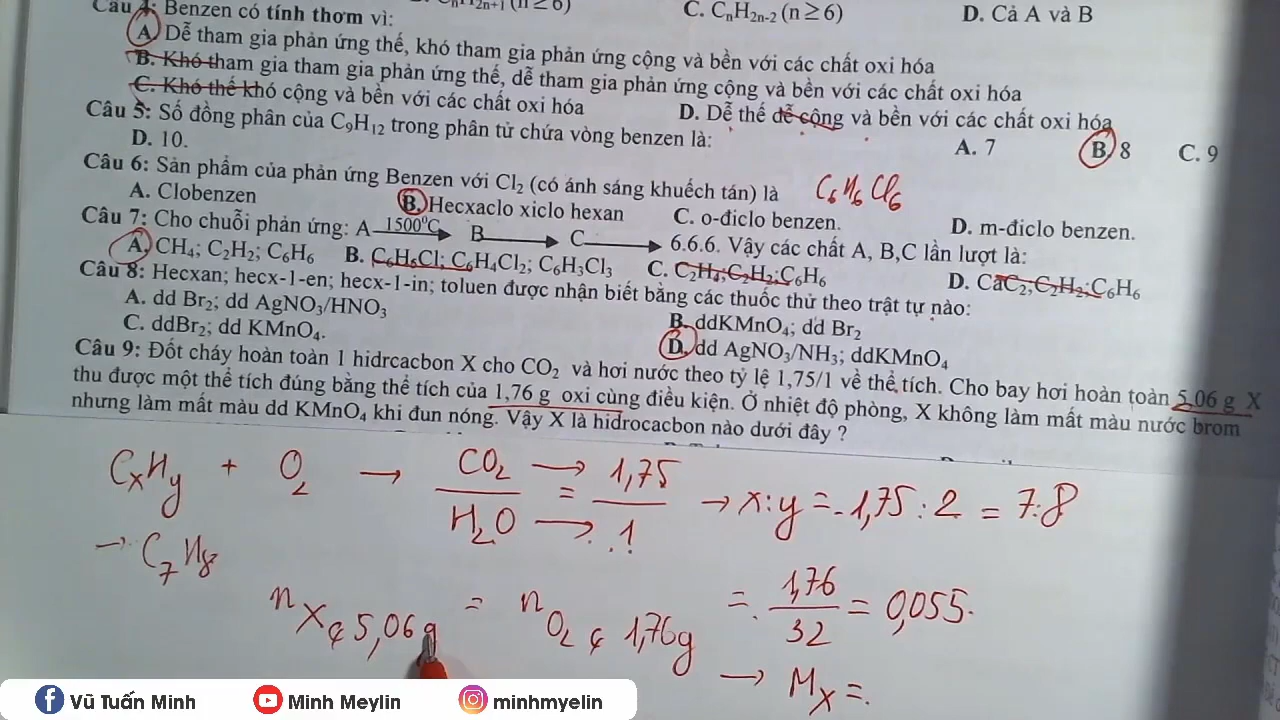 Câu 4: Benzen có tính thơm vì:
CₙH₂ₙ₊₁ (n ≥ 6) C. CₙH₂ₙ₋₂ (n ≥ 6) D. Cả A và B
A. Dễ tham gia phản ứng thế, khó tham gia phản ứng cộng và bền với các chất oxi hóa
B. Khó tham gia tham gia phản ứng thế, dễ tham gia phản ứng cộng và bền với các chất oxi hóa
C. Khó thế khó cộng và bền với các chất oxi hóa D. Dễ thế dễ cộng và bền với các chất oxi hóa
Câu 5: Số đồng phân của C₉H₁₂ trong phân tử chứa vòng benzen là: A. 7 B. 8 C. 9
D. 10.
Câu 6: Sản phẩm của phản ứng Benzen với Cl₂ (có ánh sáng khuếch tán) là C₆H₆Cl₆
A. Clobenzen B. Hecxaclo xiclo hexan C. o-điclo benzen. D. m-điclo benzen.
Câu 7: Cho chuỗi phản ứng: A 1500⁰C→ B → C → 6.6.6. Vậy các chất A, B,C lần lượt là:
A. CH₄; C₂H₂; C₆H₆ B. C₆H₅Cl; C₆H₄Cl₂; C₆H₃Cl₃ C. C₂H₄;C₂H₂;C₆H₆ D. CaC₂;C₂H₂;C₆H₆
Câu 8: Hecxan; hecx-1-en; hecx-1-in; toluen được nhận biết bằng các thuốc thử theo trật tự nào:
A. dd Br₂; dd AgNO₃/HNO₃ B. ddKMnO₄; dd Br₂
C. ddBr₂; dd KMnO₄. D. dd AgNO₃/NH₃; ddKMnO₄
Câu 9: Đốt cháy hoàn toàn 1 hidrcacbon X cho CO₂ và hơi nước theo tỷ lệ 1,75/1 về thể tích. Cho bay hơi hoàn toàn 5,06 g X
thu được một thể tích đúng bằng thể tích của 1,76 g oxi cùng điều kiện. Ở nhiệt độ phòng, X không làm mất màu nước brom
nhưng làm mất màu dd KMnO₄ khi đun nóng. Vậy X là hidrocacbon nào dưới đây ?
CₓHᵧ + O₂ → CO₂ → 1,75
= → x:y = 1,75 : 2 = 7:8
H₂O → 1
→ C₇H₈
n X ¢ 5,06 g = n O₂ ¢ 1,76g = 1,76/32 = 0,055.
→ Mₓ =
Vũ Tuấn Minh Minh Meylin minhmyelin